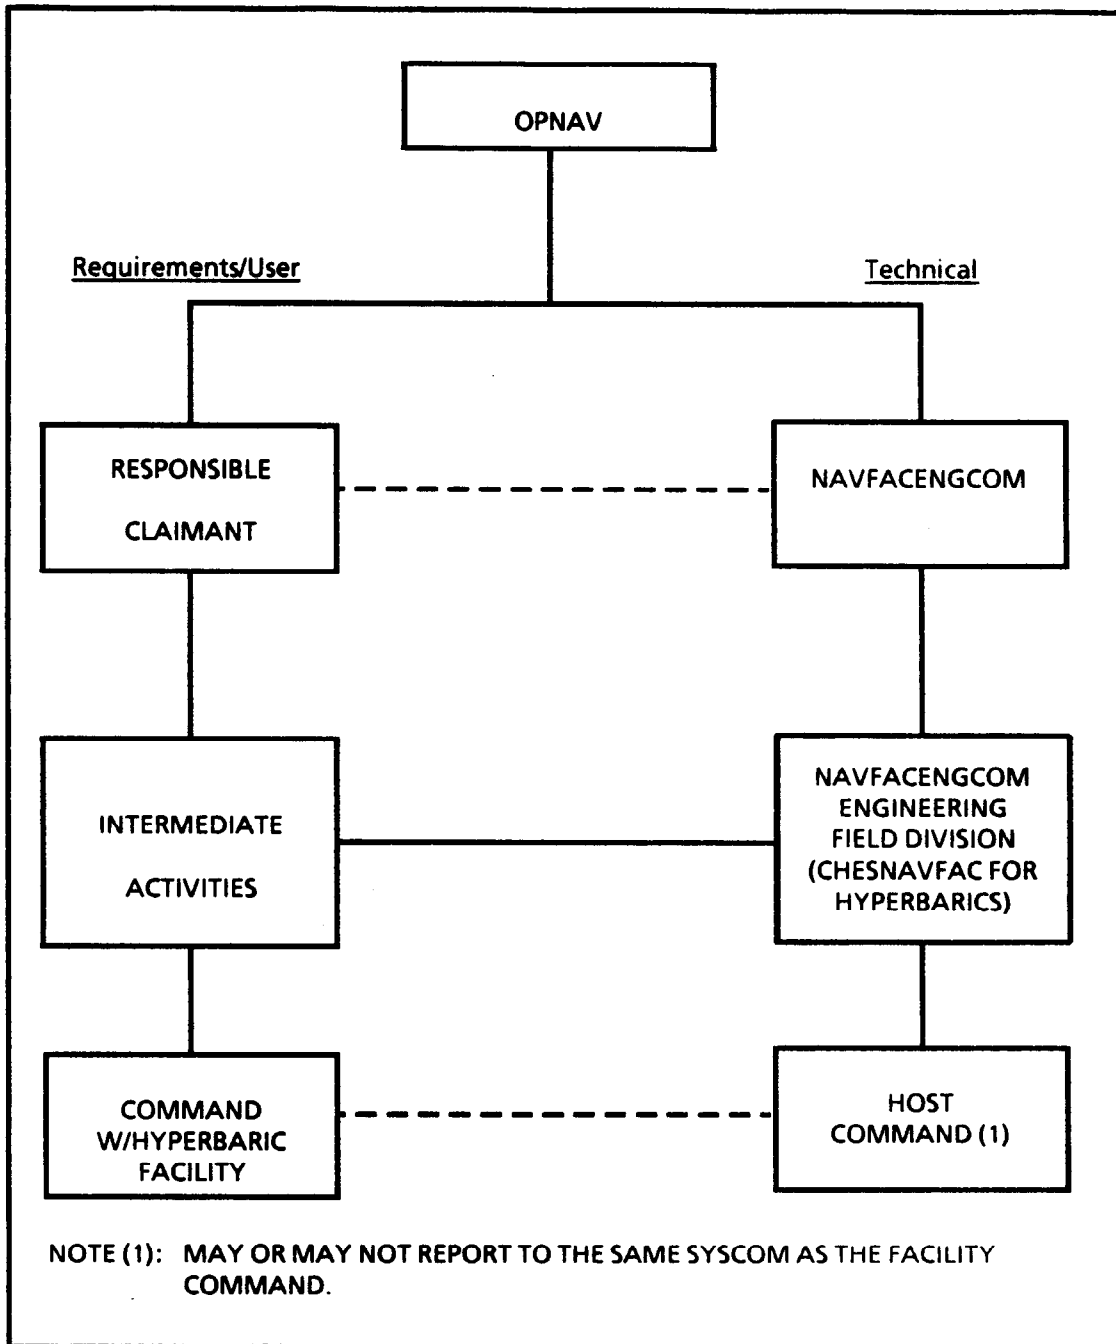 OPNAV
Requirements/User
Technical
RESPONSIBLE
CLAIMANT
NAVFACENGCOM
INTERMEDIATE
ACTIVITIES
NAVFACENGCOM
ENGINEERING
FIELD DIVISION
(CHESNAVFAC FOR
HYPERBARICS)
COMMAND
W/HYPERBARIC
FACILITY
HOST
COMMAND (1)
NOTE (1): MAY OR MAY NOT REPORT TO THE SAME SYSCOM AS THE FACILITY
COMMAND.